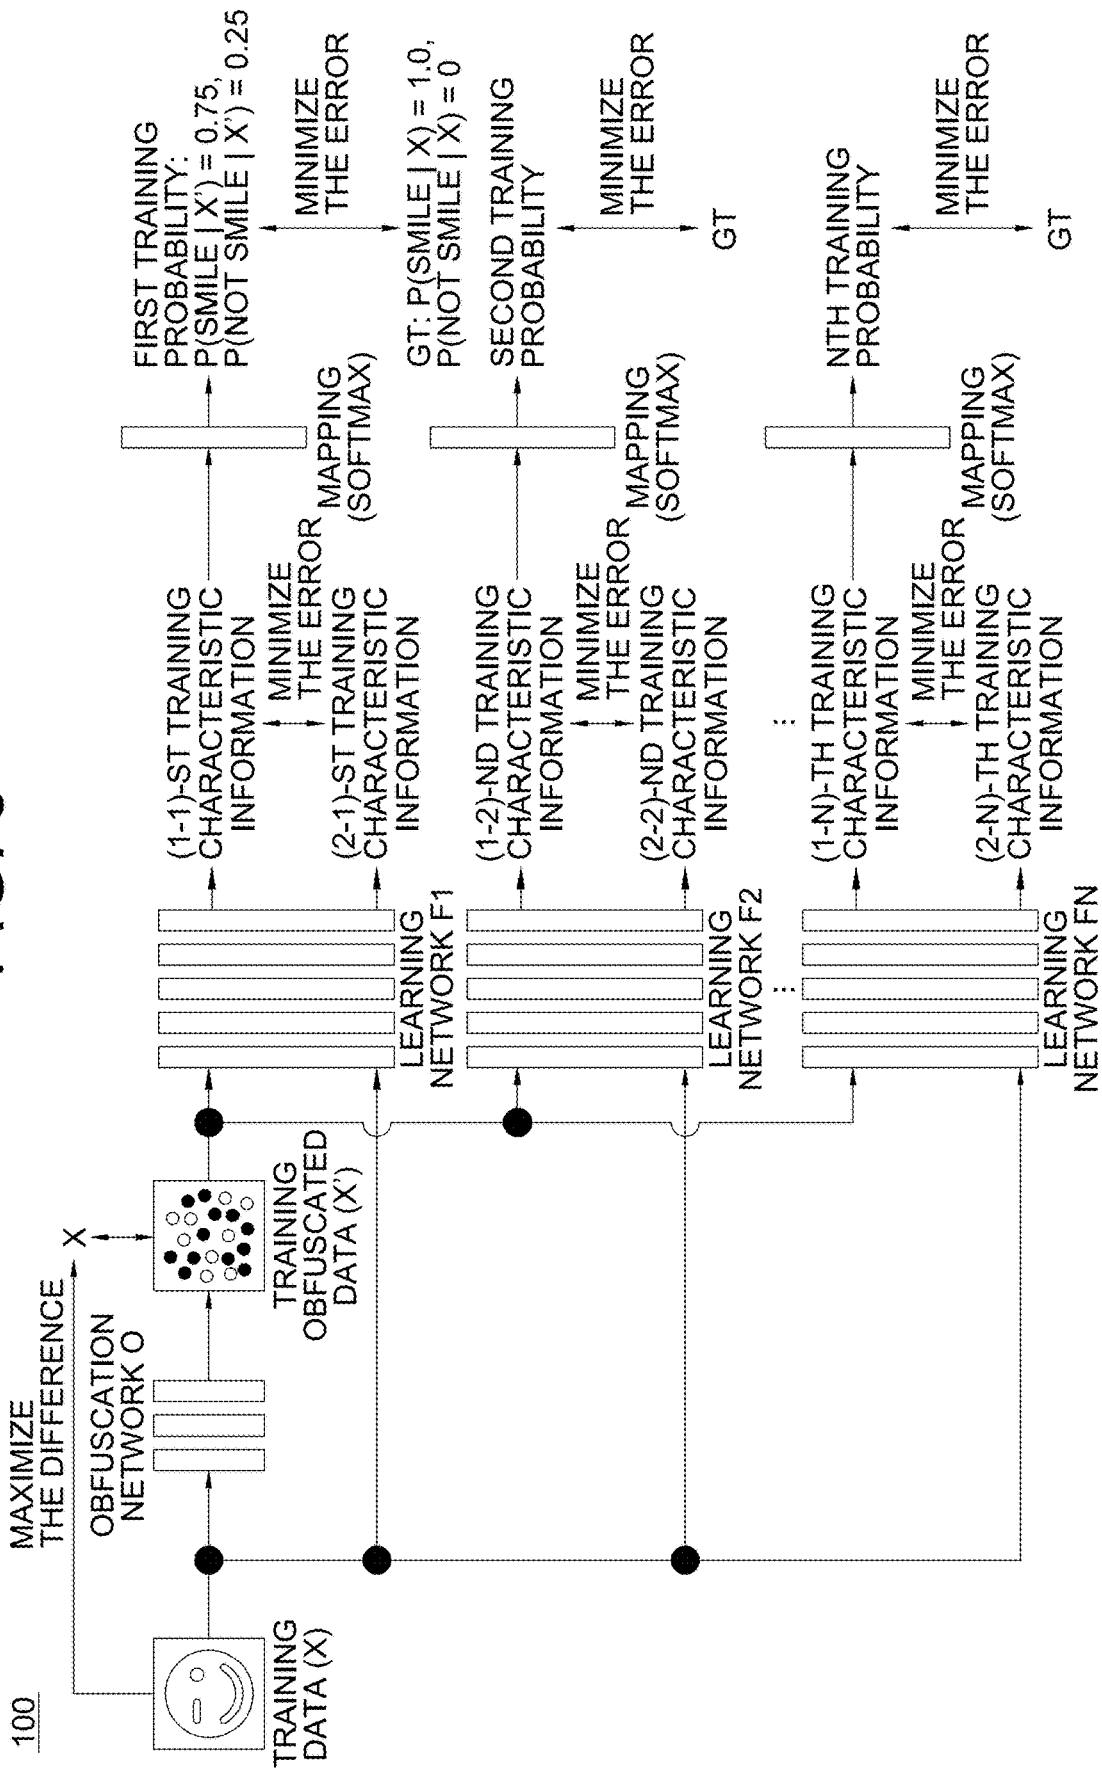 100
MAXIMIZE
THE DIFFERENCE
X
OBFUSCATION
NETWORK O
TRAINING
DATA (X)
TRAINING
OBFUSCATED
DATA (X')
LEARNING
NETWORK F1
(1-1)-ST TRAINING
CHARACTERISTIC
INFORMATION
MINIMIZE
THE ERROR
(2-1)-ST TRAINING
CHARACTERISTIC
INFORMATION
MAPPING
(SOFTMAX)
FIRST TRAINING
PROBABILITY:
P(SMILE | X') = 0.75,
P(NOT SMILE | X') = 0.25
MINIMIZE
THE ERROR
GT: P(SMILE | X) = 1.0,
P(NOT SMILE | X) = 0
LEARNING
NETWORK F2
(1-2)-ND TRAINING
CHARACTERISTIC
INFORMATION
MINIMIZE
THE ERROR
(2-2)-ND TRAINING
CHARACTERISTIC
INFORMATION
MAPPING
(SOFTMAX)
SECOND TRAINING
PROBABILITY
MINIMIZE
THE ERROR
GT
...
...
LEARNING
NETWORK FN
(1-N)-TH TRAINING
CHARACTERISTIC
INFORMATION
MINIMIZE
THE ERROR
(2-N)-TH TRAINING
CHARACTERISTIC
INFORMATION
MAPPING
(SOFTMAX)
NTH TRAINING
PROBABILITY
MINIMIZE
THE ERROR
GT